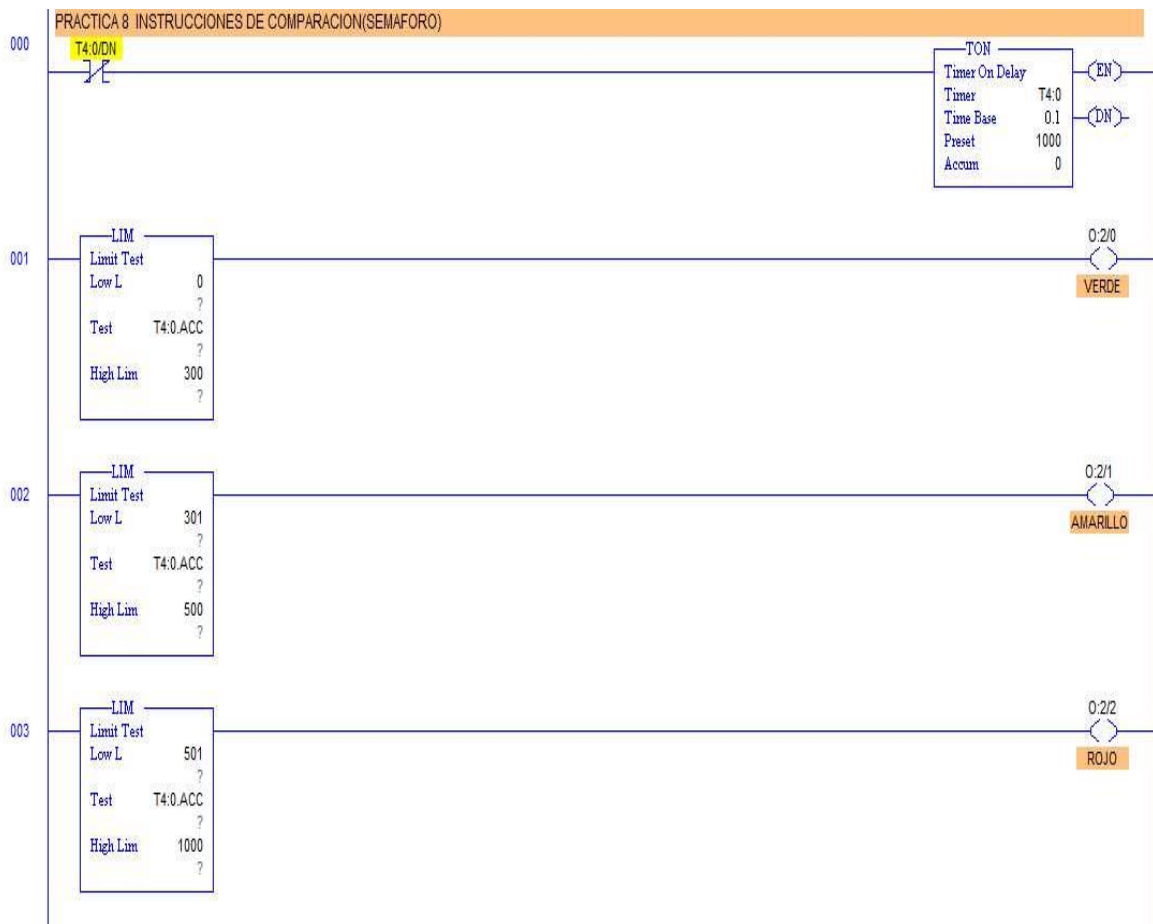 PRACTICA 8 INSTRUCCIONES DE COMPARACION(SEMAFORO)
000
T4:0/DN
TON
Timer On Delay
Timer T4:0
Time Base 0.1
Preset 1000
Accum 0
EN
DN
001
LIM
Limit Test
Low L 0
?
Test T4:0.ACC
?
High Lim 300
?
O:2/0
VERDE
002
LIM
Limit Test
Low L 301
?
Test T4:0.ACC
?
High Lim 500
?
O:2/1
AMARILLO
003
LIM
Limit Test
Low L 501
?
Test T4:0.ACC
?
High Lim 1000
?
O:2/2
ROJO